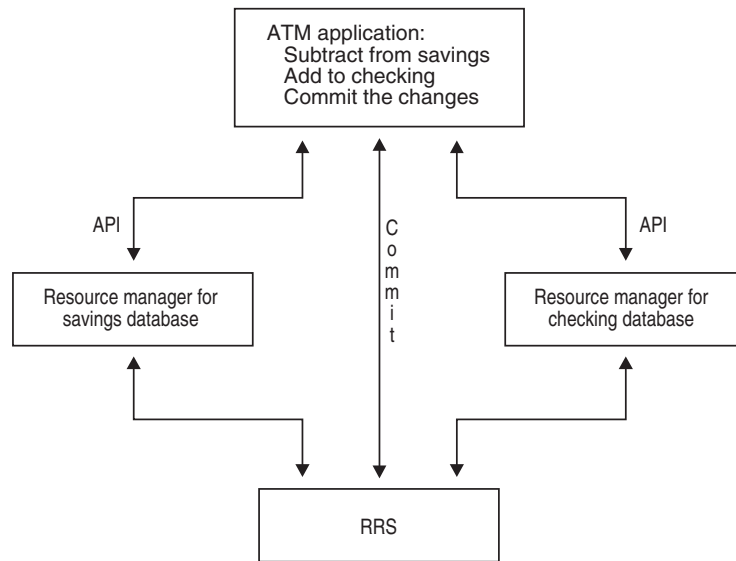 ATM application:
Subtract from savings
Add to checking
Commit the changes
API
Commit
API
Resource manager for
savings database
Resource manager for
checking database
RRS